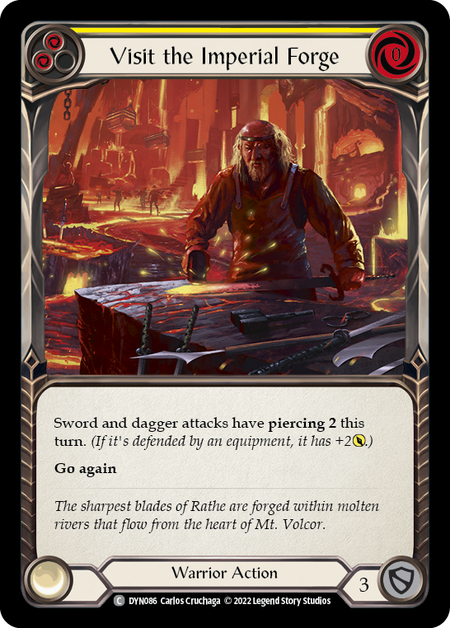 Visit the Imperial Forge
0
Sword and dagger attacks have piercing 2 this
turn. (If it's defended by an equipment, it has +2.)
Go again
The sharpest blades of Rathe are forged within molten
rivers that flow from the heart of Mt. Volcor.
Warrior Action
3
C DYN086 Carlos Cruchaga © 2022 Legend Story Studios